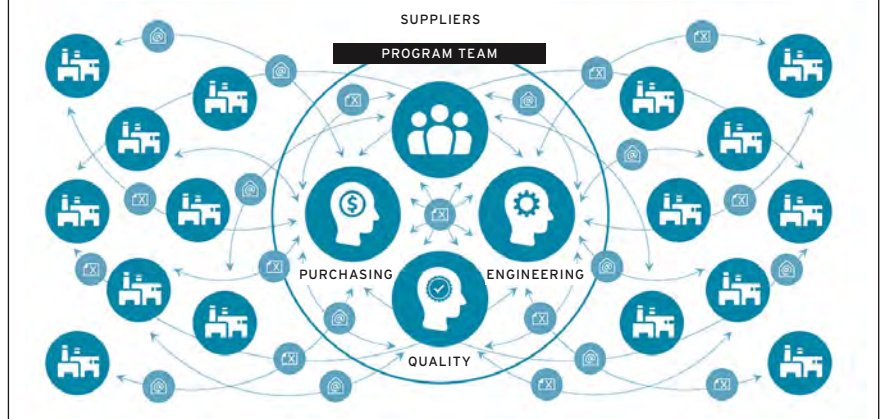 SUPPLIERS
PROGRAM TEAM
PURCHASING
ENGINEERING
QUALITY